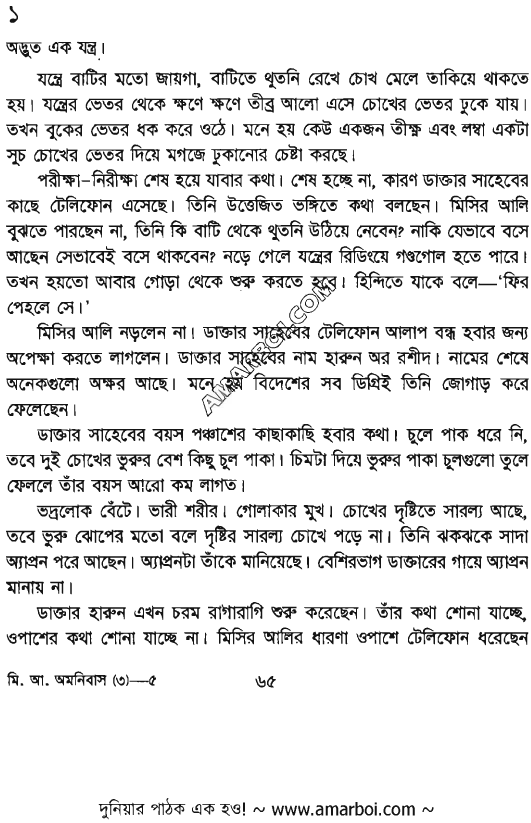 ১
অদ্ভুত এক যন্ত্র।
যন্ত্রে বাটির মতো জায়গা, বাটিতে থুতনি রেখে চোখ মেলে তাকিয়ে থাকতে
হয়। যন্ত্রের ভেতর থেকে ক্ষণে ক্ষণে তীব্র আলো এসে চোখের ভেতর ঢুকে যায়।
তখন বুকের ভেতর ধক করে ওঠে। মনে হয় কেউ একজন তীক্ষ্ণ এবং লম্বা একটা
সুচ চোখের ভেতর দিয়ে মগজে ঢুকানোর চেষ্টা করছে।
পরীক্ষা-নিরীক্ষা শেষ হয়ে যাবার কথা। শেষ হচ্ছে না, কারণ ডাক্তার সাহেবের
কাছে টেলিফোন এসেছে। তিনি উত্তেজিত ভঙ্গিতে কথা বলছেন। মিসির আলি
বুঝতে পারছেন না, তিনি কি বাটি থেকে থুতনি উঠিয়ে নেবেন? নাকি যেভাবে বসে
আছেন সেভাবেই বসে থাকবেন? নড়ে গেলে যন্ত্রের রিডিংয়ে গণ্ডগোল হতে পারে।
তখন হয়তো আবার গোড়া থেকে শুরু করতে হবে। হিন্দিতে যাকে বলে—‘ফির
পেহলে সে।’
মিসির আলি নড়লেন না। ডাক্তার সাহেবের টেলিফোন আলাপ বন্ধ হবার জন্য
অপেক্ষা করতে লাগলেন। ডাক্তার সাহেবের নাম হারুন অর রশীদ। নামের শেষে
অনেকগুলো অক্ষর আছে। মনে হয় বিদেশের সব ডিগ্রিই তিনি জোগাড় করে
ফেলেছেন।
ডাক্তার সাহেবের বয়স পঞ্চাশের কাছাকাছি হবার কথা। চুলে পাক ধরে নি,
তবে দুই চোখের ভুরুর বেশ কিছু চুল পাকা। চিমটা দিয়ে ভুরুর পাকা চুলগুলো তুলে
ফেললে তাঁর বয়স আরো কম লাগত।
ভদ্রলোক বেঁটে। ভারী শরীর। গোলাকার মুখ। চোখের দৃষ্টিতে সারল্য আছে,
তবে ভুরু ঝোপের মতো বলে দৃষ্টির সারল্য চোখে পড়ে না। তিনি ঝকঝকে সাদা
অ্যাপ্রন পরে আছেন। অ্যাপ্রনটা তাঁকে মানিয়েছে। বেশিরভাগ ডাক্তারের গায়ে অ্যাপ্রন
মানায় না।
ডাক্তার হারুন এখন চরম রাগারাগি শুরু করেছেন। তাঁর কথা শোনা যাচ্ছে,
ওপাশের কথা শোনা যাচ্ছে না। মিসির আলির ধারণা ওপাশে টেলিফোন ধরেছেন
মি. আ. অমনিবাস (৩)—৫ ৬৫
AMARBOI.COM
দুনিয়ার পাঠক এক হও! ~ www.amarboi.com ~